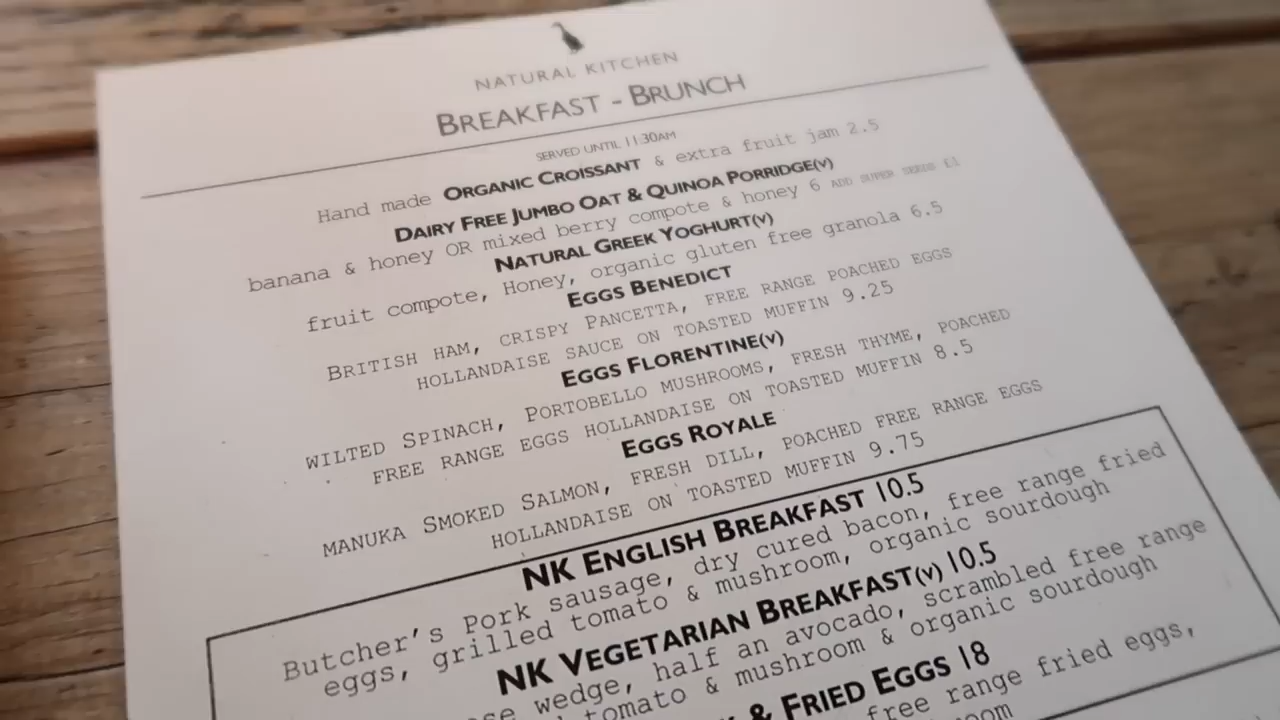 NATURAL KITCHEN
BREAKFAST - BRUNCH
SERVED UNTIL 11:30AM
Hand made ORGANIC CROISSANT & extra fruit jam 2.5
DAIRY FREE JUMBO OAT & QUINOA PORRIDGE(v)
banana & honey OR mixed berry compote & honey 6 ADD SUPER SEEDS £1
NATURAL GREEK YOGHURT(v)
fruit compote, Honey, organic gluten free granola 6.5
EGGS BENEDICT
BRITISH HAM, CRISPY PANCETTA, FREE RANGE POACHED EGGS
HOLLANDAISE SAUCE ON TOASTED MUFFIN 9.25
EGGS FLORENTINE(v)
WILTED SPINACH, PORTOBELLO MUSHROOMS, FRESH THYME, POACHED
FREE RANGE EGGS HOLLANDAISE ON TOASTED MUFFIN 8.5
EGGS ROYALE
MANUKA SMOKED SALMON, FRESH DILL, POACHED FREE RANGE EGGS
HOLLANDAISE ON TOASTED MUFFIN 9.75
NK ENGLISH BREAKFAST 10.5
Butcher's Pork sausage, dry cured bacon, free range fried
eggs, grilled tomato & mushroom, organic sourdough
NK VEGETARIAN BREAKFAST(v) 10.5
wedge, half an avocado, scrambled free range
tomato & mushroom & organic sourdough
& FRIED EGGS 18
free range fried eggs,